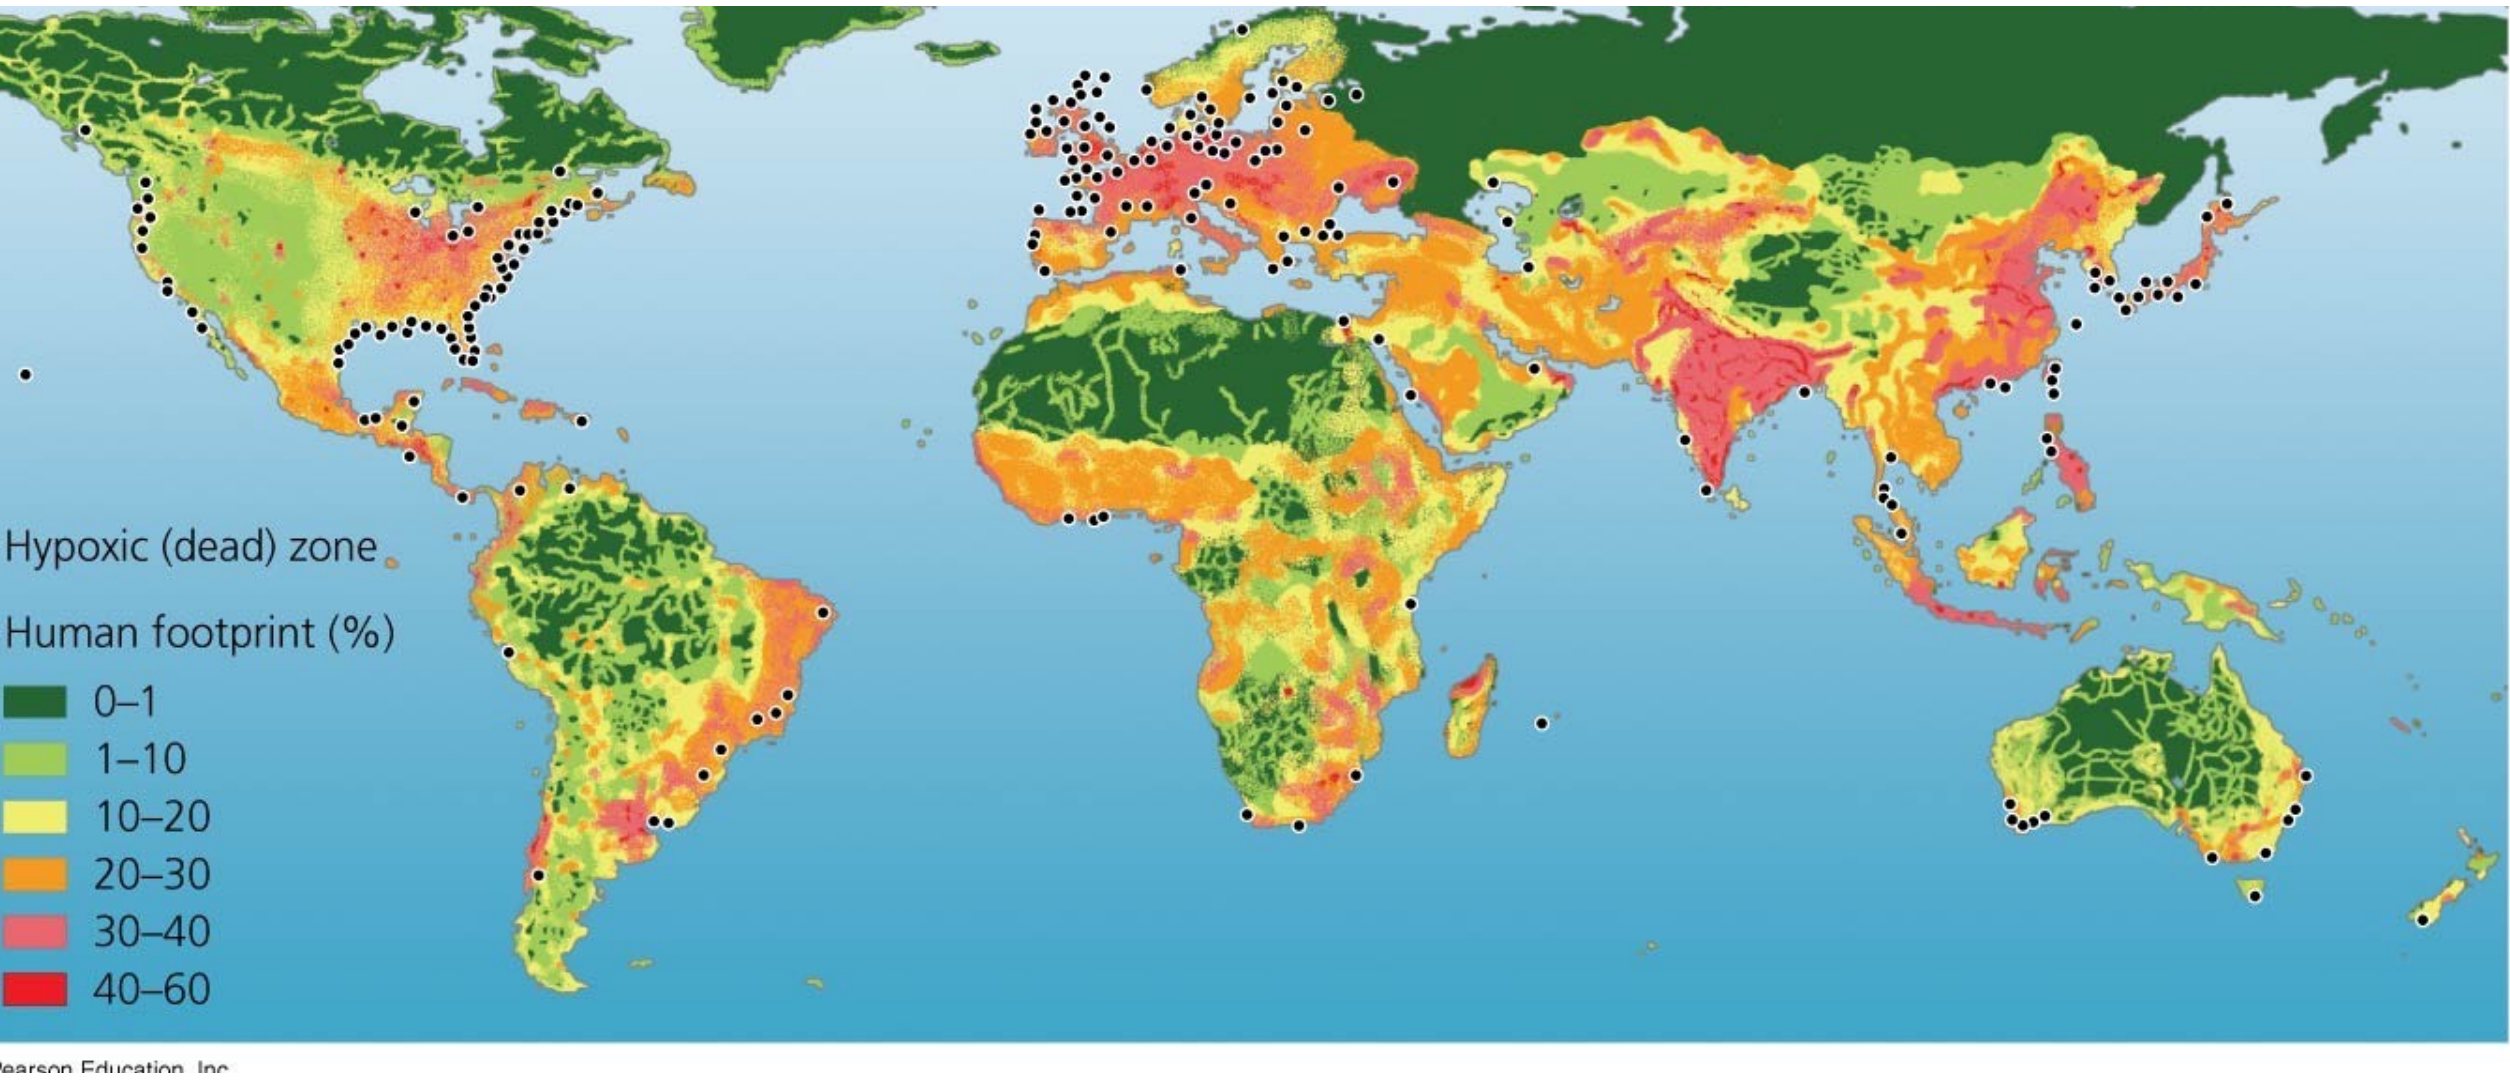 Hypoxic (dead) zone
Human footprint (%)
0–1
1–10
10–20
20–30
30–40
40–60
Pearson Education, Inc.